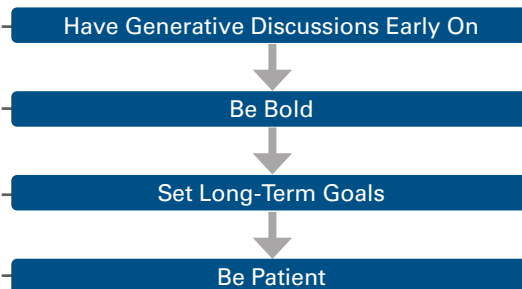 Have Generative Discussions Early On
Be Bold
Set Long-Term Goals
Be Patient